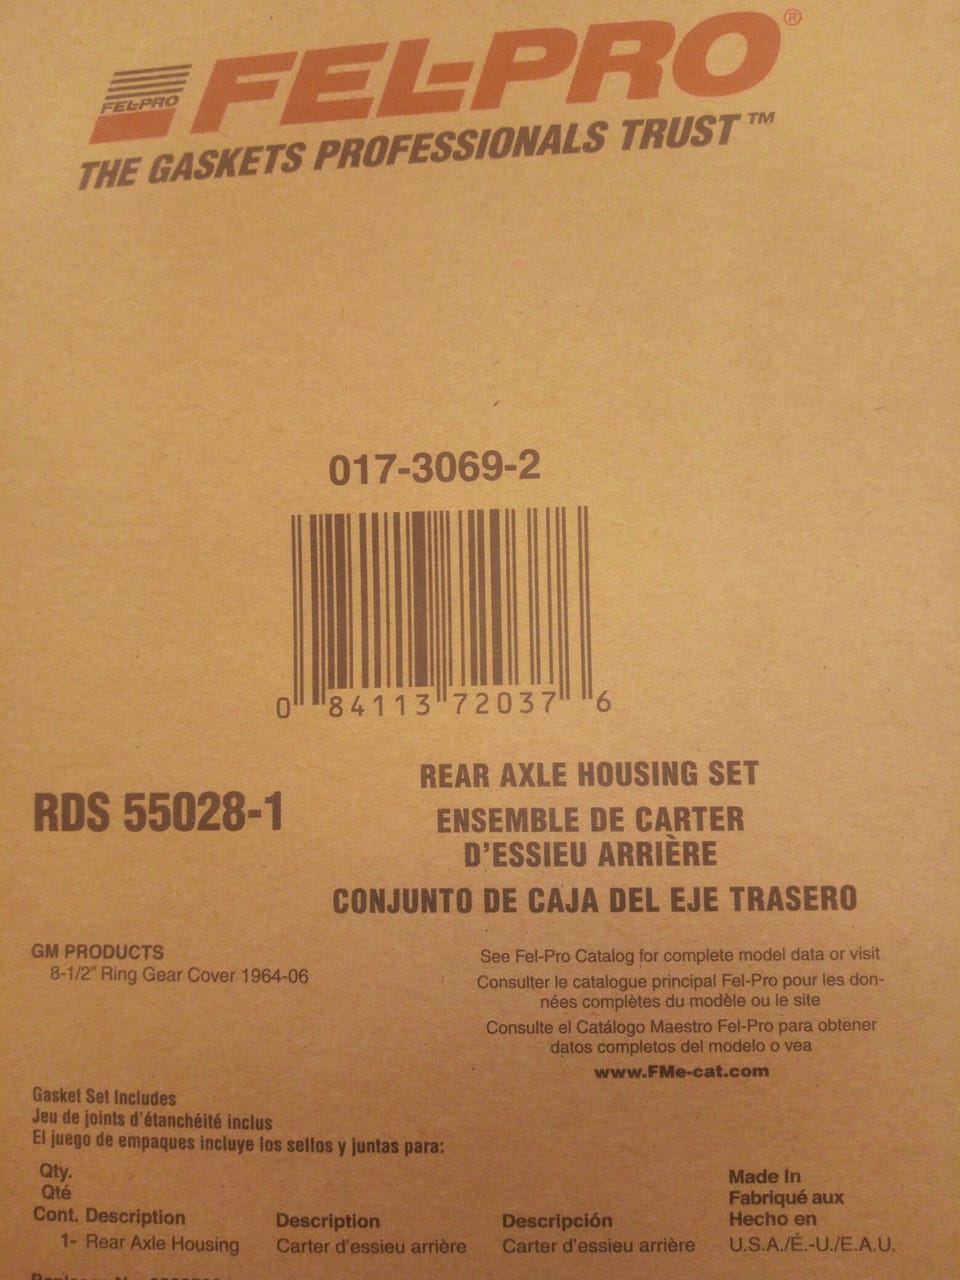 FEL-PRO
FEL-PRO®
THE GASKETS PROFESSIONALS TRUST™
017-3069-2
0 84113 72037 6
RDS 55028-1
REAR AXLE HOUSING SET
ENSEMBLE DE CARTER
D'ESSIEU ARRIÈRE
CONJUNTO DE CAJA DEL EJE TRASERO
GM PRODUCTS
8-1/2" Ring Gear Cover 1964-06
See Fel-Pro Catalog for complete model data or visit
Consulter le catalogue principal Fel-Pro pour les don-
nées complètes du modèle ou le site
Consulte el Catálogo Maestro Fel-Pro para obtener
datos completos del modelo o vea
www.FMe-cat.com
Gasket Set Includes
Jeu de joints d'étanchéité inclus
El juego de empaques incluye los sellos y juntas para:
Qty.
Qté
Cont. Description Description Descripción
1- Rear Axle Housing Carter d'essieu arrière Carter d'essieu arrière
Made In
Fabriqué aux
Hecho en
U.S.A./É.-U./E.A.U.